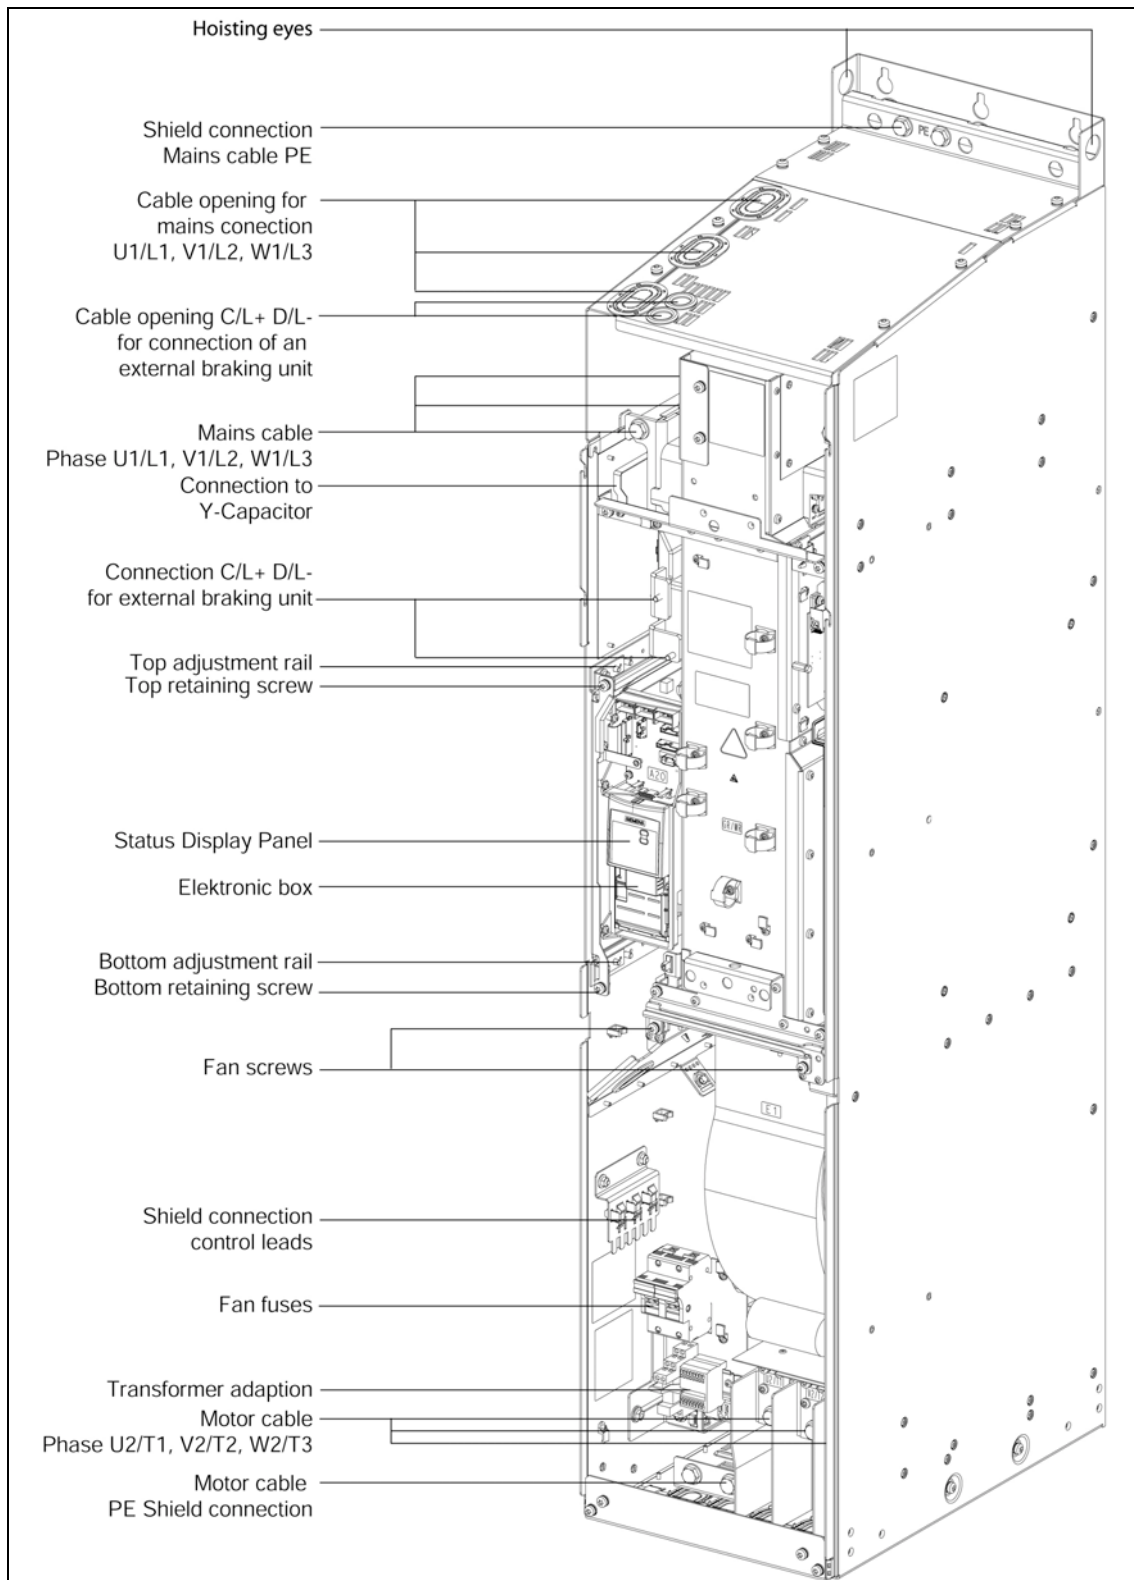 Hoisting eyes
Shield connection
Mains cable PE
PE
Cable opening for
mains conection
U1/L1, V1/L2, W1/L3
Cable opening C/L+ D/L-
for connection of an
external braking unit
Mains cable
Phase U1/L1, V1/L2, W1/L3
Connection to
Y-Capacitor
Connection C/L+ D/L-
for external braking unit
Top adjustment rail
Top retaining screw
A20
SIEMENS
Status Display Panel
Elektronic box
Bottom adjustment rail
Bottom retaining screw
Fan screws
E1
Shield connection
control leads
Fan fuses
Transformer adaption
Motor cable
Phase U2/T1, V2/T2, W2/T3
Motor cable
PE Shield connection